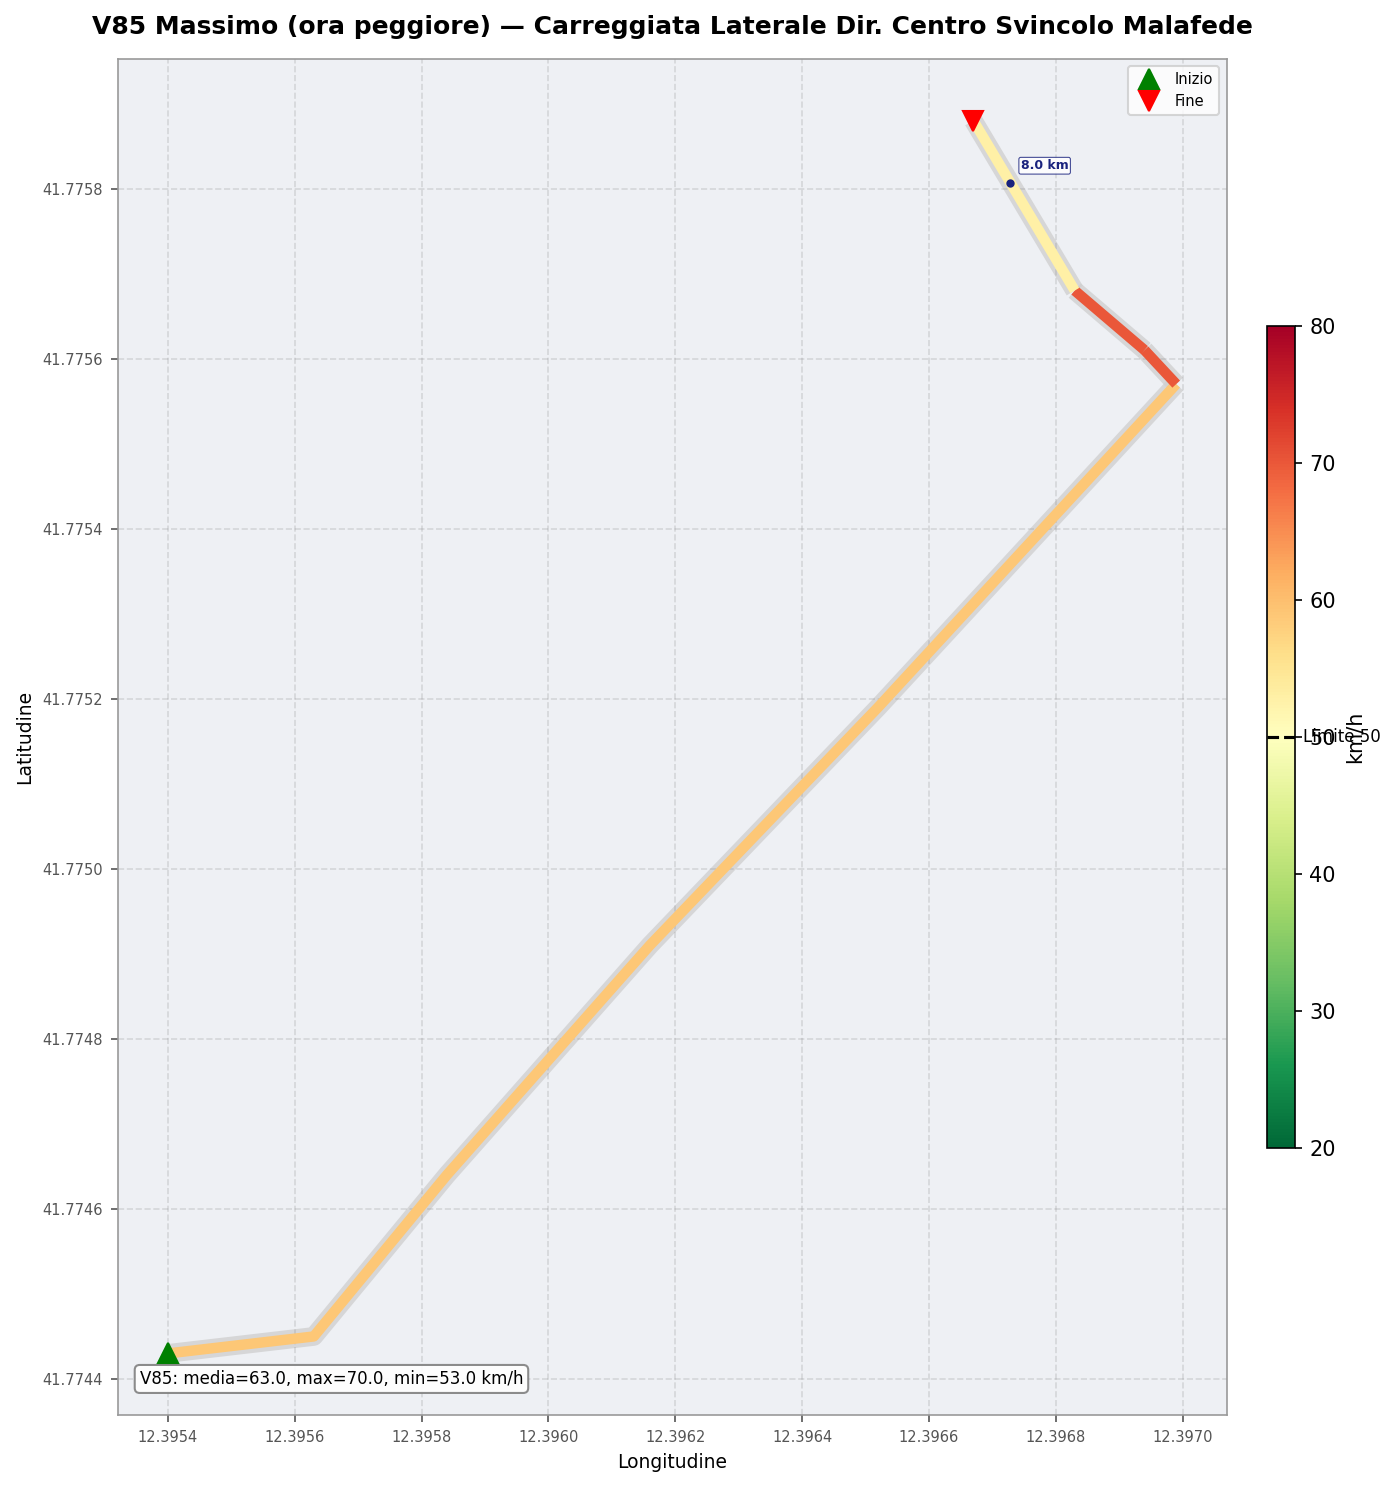 V85 Massimo (ora peggiore) — Carreggiata Laterale Dir. Centro Svincolo Malafede
Inizio
Fine
8.0 km
41.7758
41.7756
41.7754
41.7752
41.7750
41.7748
41.7746
41.7744
Latitudine
80
70
60
50
Limite 50
km/h
40
30
20
V85: media=63.0, max=70.0, min=53.0 km/h
12.3954
12.3956
12.3958
12.3960
12.3962
12.3964
12.3966
12.3968
12.3970
Longitudine